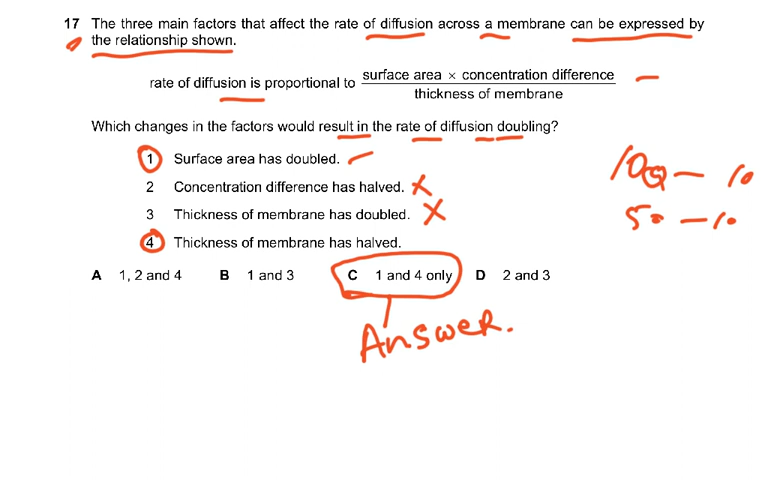 17 The three main factors that affect the rate of diffusion across a membrane can be expressed by
the relationship shown.
rate of diffusion is proportional to surface area × concentration difference
thickness of membrane
Which changes in the factors would result in the rate of diffusion doubling?
1 Surface area has doubled.
2 Concentration difference has halved.
3 Thickness of membrane has doubled.
4 Thickness of membrane has halved.
A 1, 2 and 4 B 1 and 3 C 1 and 4 only D 2 and 3
Answer.
50 – 10